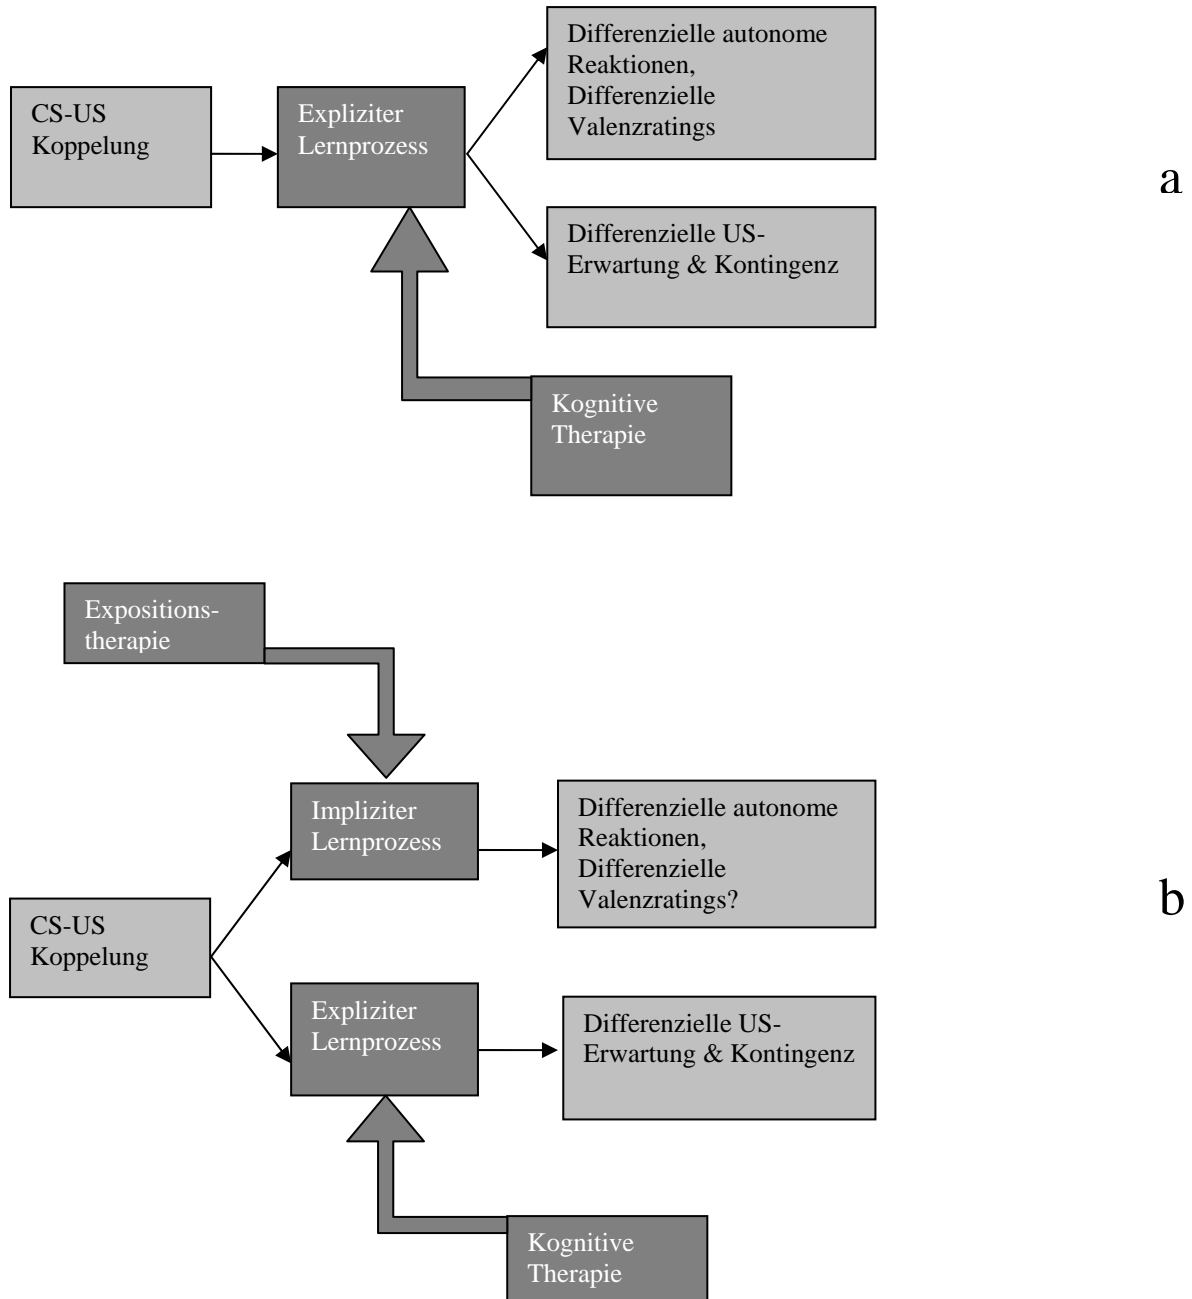 Differenzielle autonome
Reaktionen,
Differenzielle
Valenzratings
CS-US
Koppelung
Expliziter
Lernprozess
a
Differenzielle US-
Erwartung & Kontingenz
Kognitive
Therapie
Expositions-
therapie
Impliziter
Lernprozess
Differenzielle autonome
Reaktionen,
Differenzielle
Valenzratings?
b
CS-US
Koppelung
Expliziter
Lernprozess
Differenzielle US-
Erwartung & Kontingenz
Kognitive
Therapie